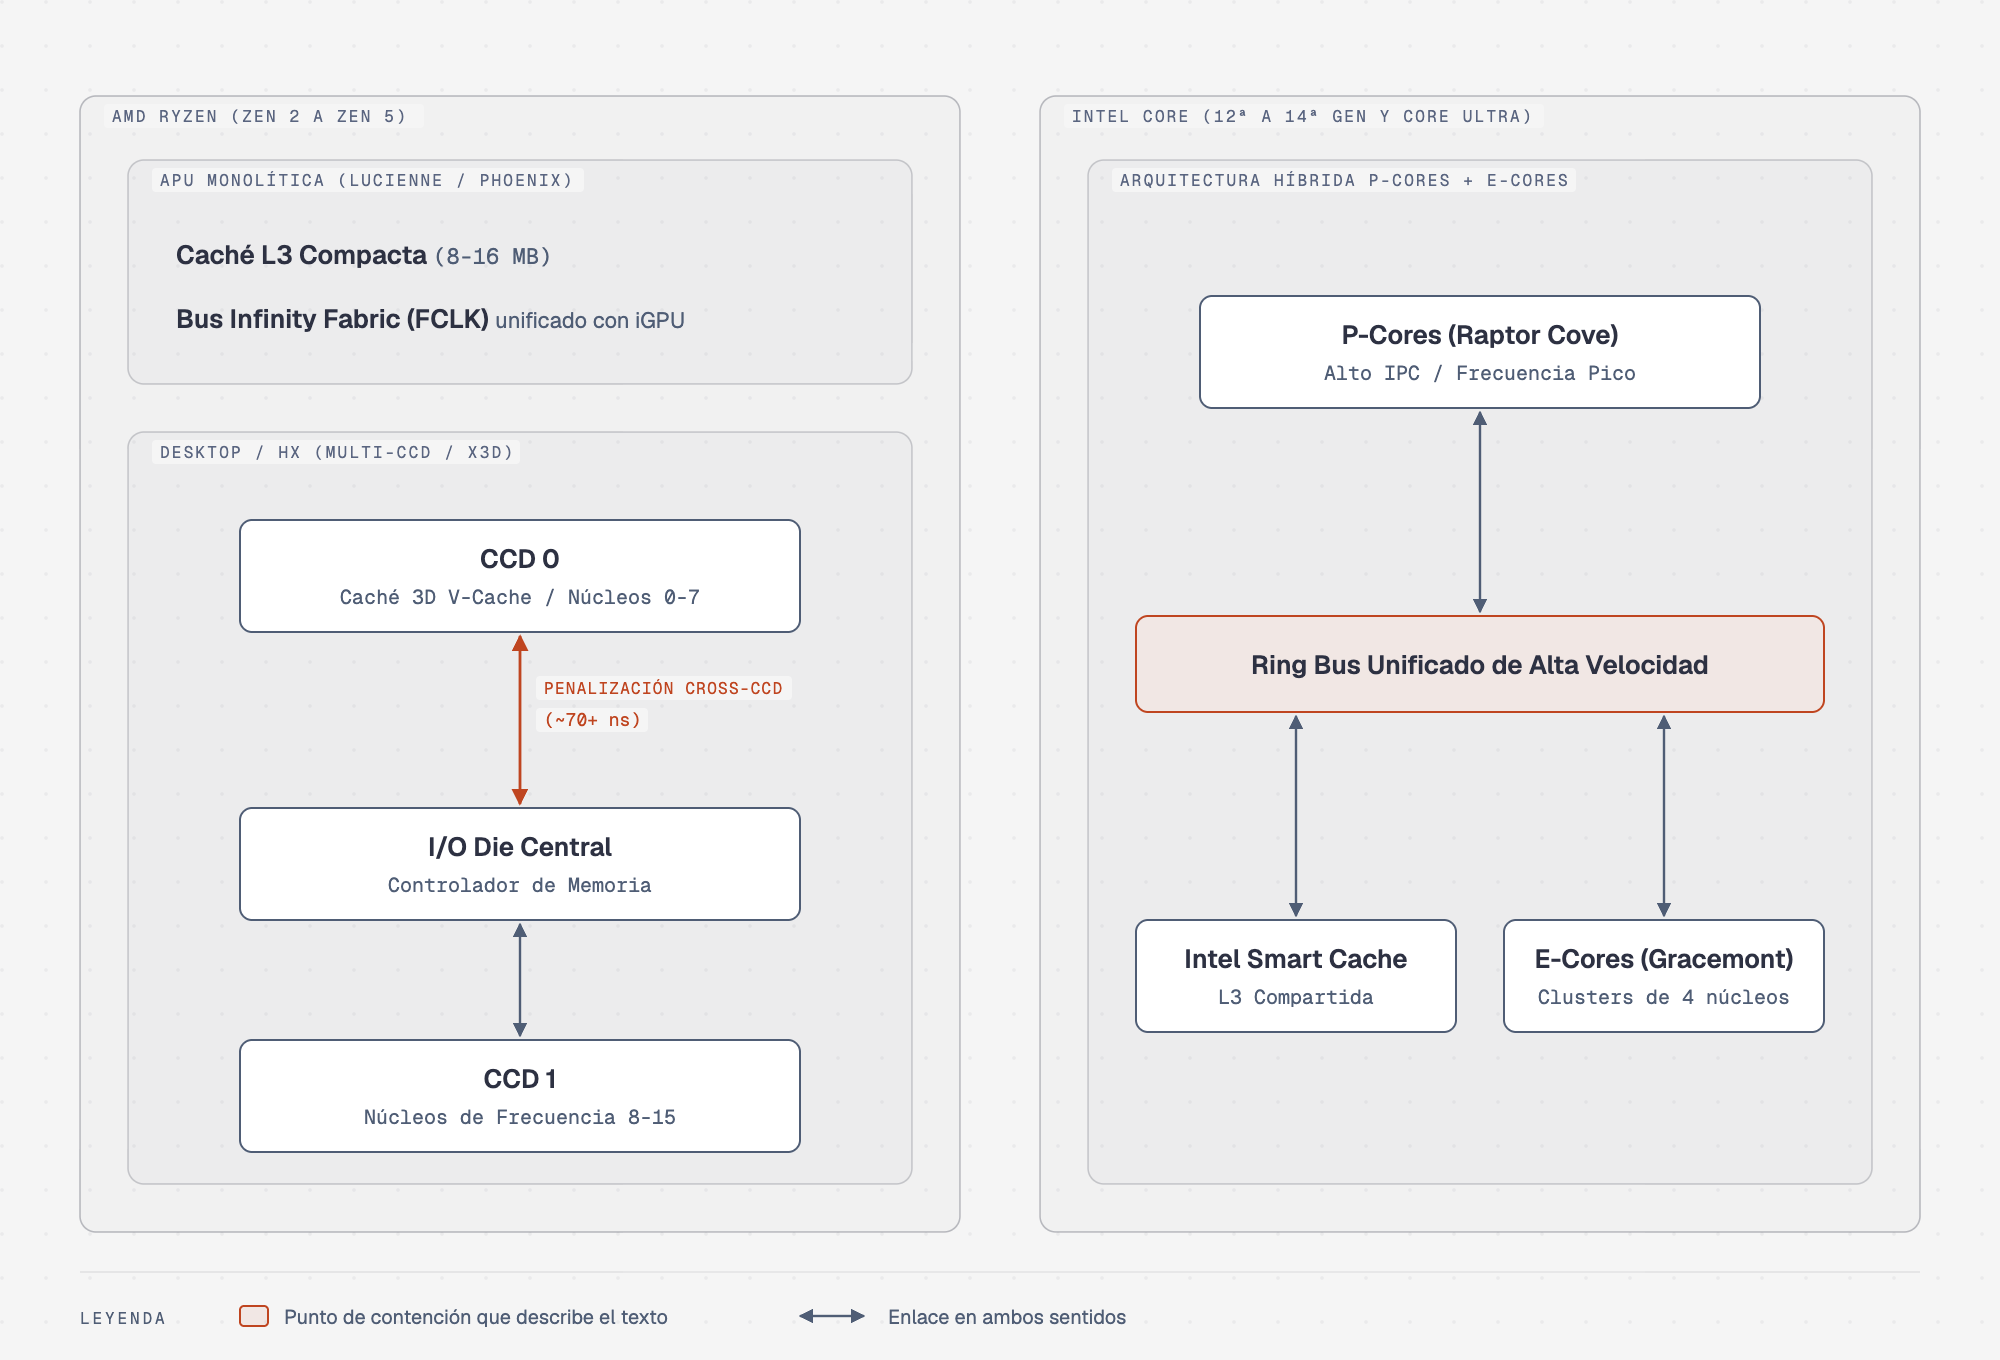 AMD RYZEN (ZEN 2 A ZEN 5)
APU MONOLÍTICA (LUCIENNE / PHOENIX)
Caché L3 Compacta (8-16 MB)
Bus Infinity Fabric (FCLK) unificado con iGPU
DESKTOP / HX (MULTI-CCD / X3D)
CCD 0
Caché 3D V-Cache / Núcleos 0-7
PENALIZACIÓN CROSS-CCD
(~70+ ns)
I/O Die Central
Controlador de Memoria
CCD 1
Núcleos de Frecuencia 8-15
INTEL CORE (12ª A 14ª GEN Y CORE ULTRA)
ARQUITECTURA HÍBRIDA P-CORES + E-CORES
P-Cores (Raptor Cove)
Alto IPC / Frecuencia Pico
Ring Bus Unificado de Alta Velocidad
Intel Smart Cache
L3 Compartida
E-Cores (Gracemont)
Clusters de 4 núcleos
LEYENDA
Punto de contención que describe el texto
Enlace en ambos sentidos